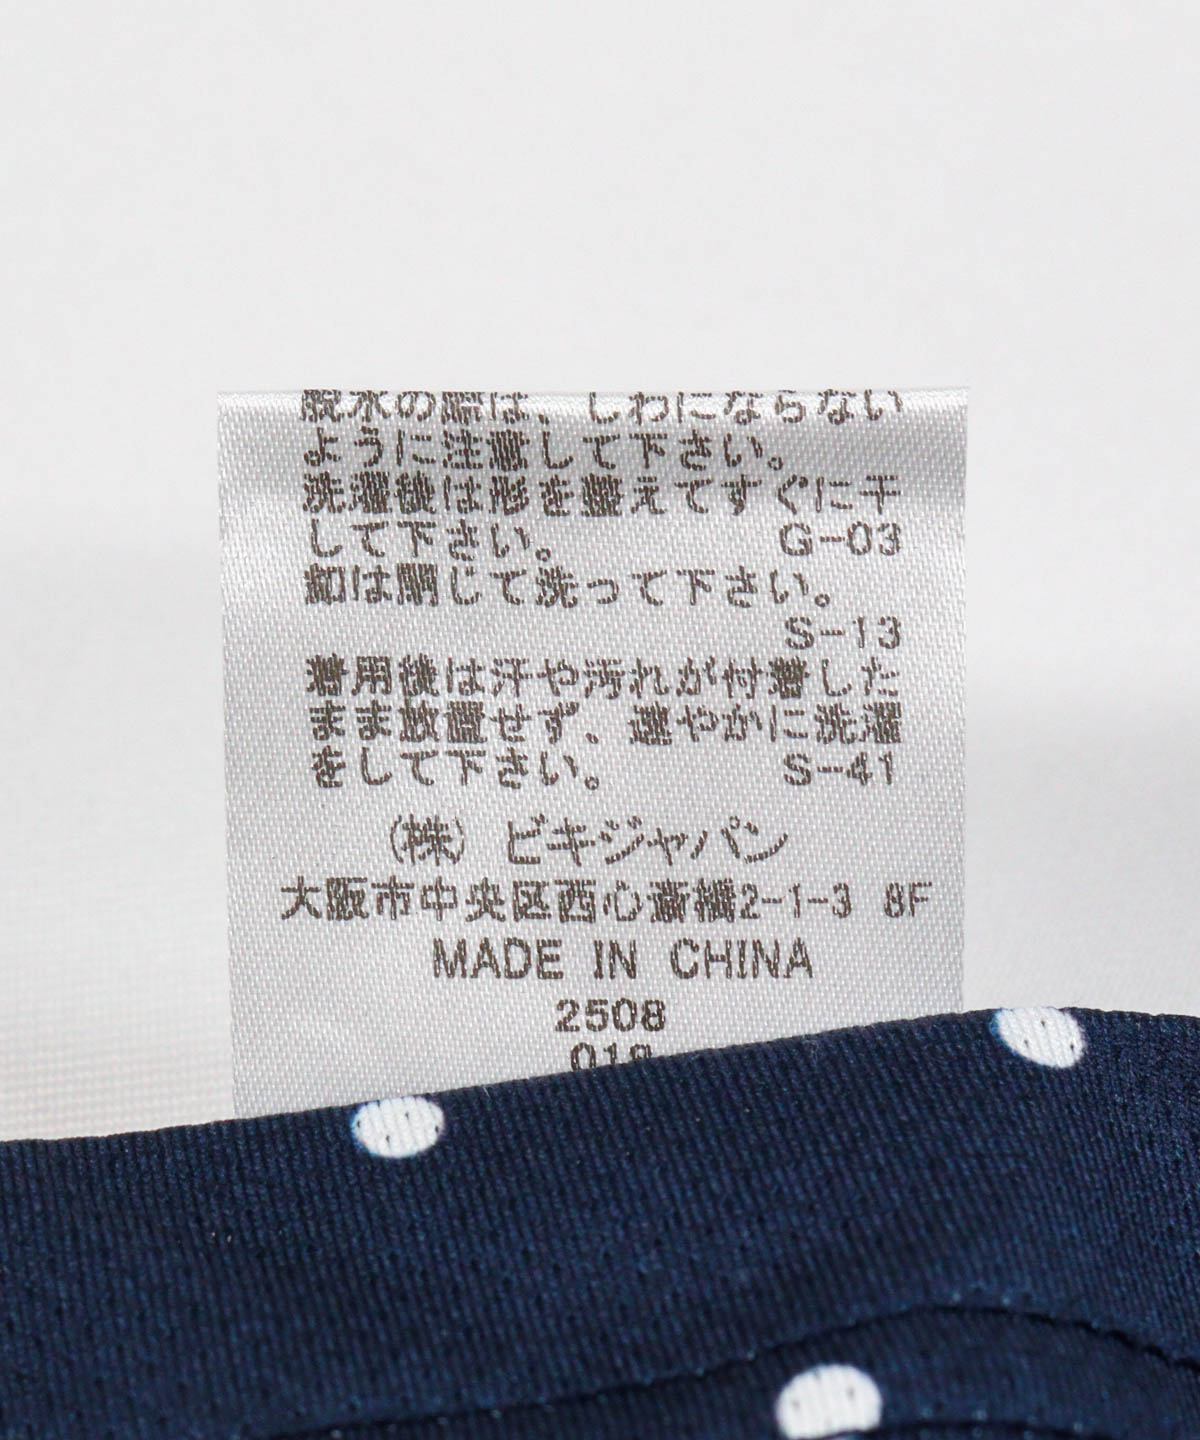 脱水の際は、しわにならない
ように注意して下さい。
洗濯後は形を整えてすぐに干
して下さい。 G-03
釦は閉じて洗って下さい。
S-13
着用後は汗や汚れが付着した
まま放置せず、速やかに洗濯
をして下さい。 S-41
(株) ビキジャパン
大阪市中央区西心斎橋2-1-3 8F
MADE IN CHINA
2508
018